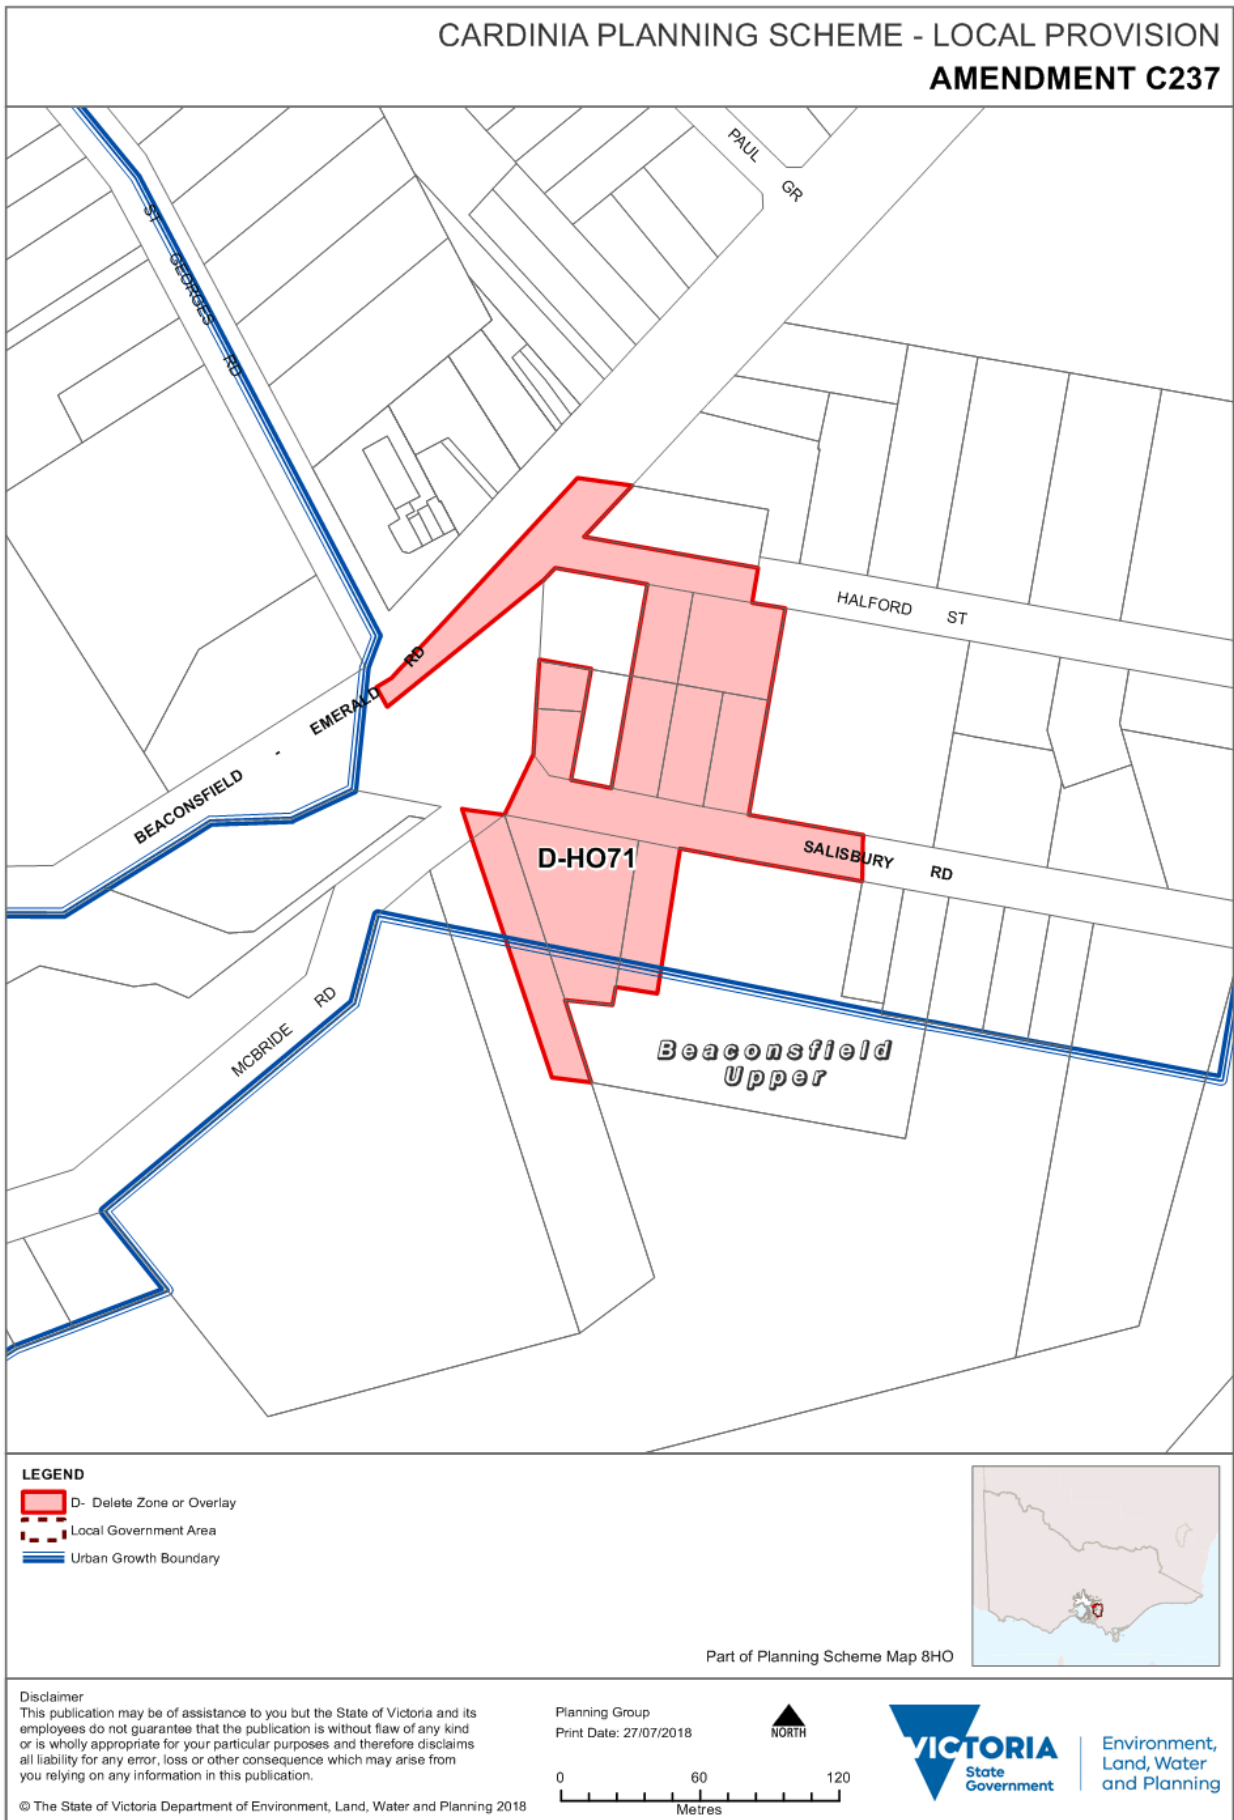 CARDINIA PLANNING SCHEME - LOCAL PROVISION
AMENDMENT C237
PAUL GR
ST GEORGES RD
HALFORD ST
BEACONSFIELD - EMERALD RD
D-HO71
SALISBURY RD
MCBRIDE RD
Beaconsfield
Upper
LEGEND
D- Delete Zone or Overlay
Local Government Area
Urban Growth Boundary
Part of Planning Scheme Map 8HO
Disclaimer
This publication may be of assistance to you but the State of Victoria and its
employees do not guarantee that the publication is without flaw of any kind
or is wholly appropriate for your particular purposes and therefore disclaims
all liability for any error, loss or other consequence which may arise from
you relying on any information in this publication.
© The State of Victoria Department of Environment, Land, Water and Planning 2018
Planning Group
Print Date: 27/07/2018
NORTH
0 60 120
Metres
VICTORIA
State
Government
Environment,
Land, Water
and Planning